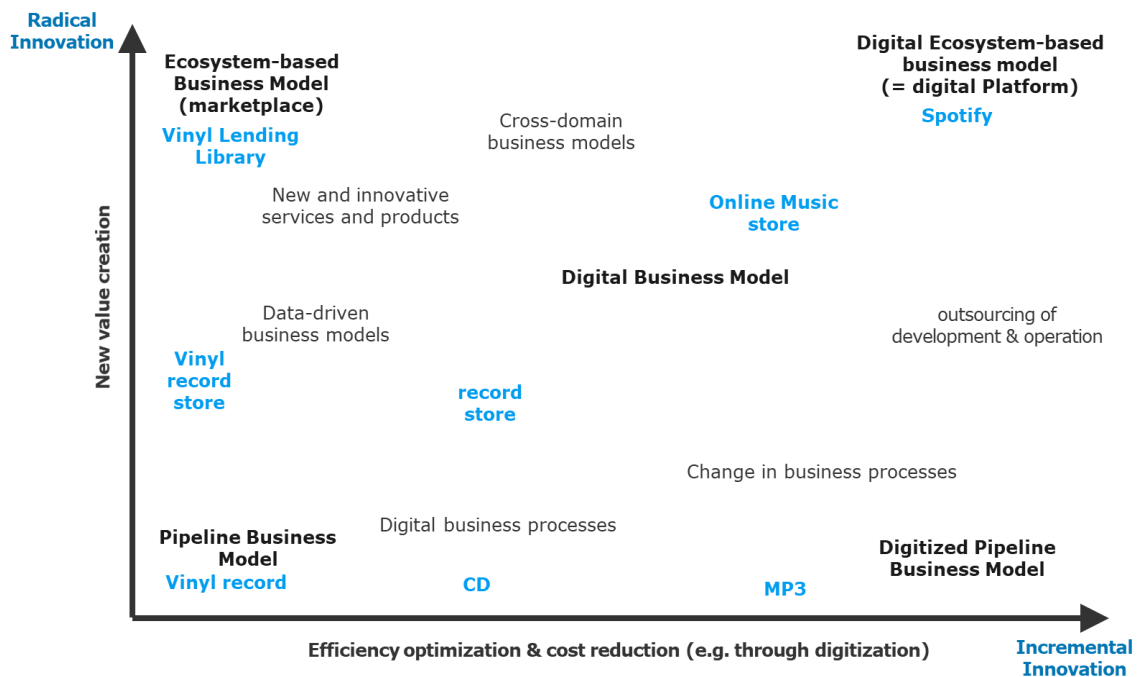 Radical
Innovation
Ecosystem-based
Business Model
(marketplace)
Vinyl Lending
Library
Cross-domain
business models
Digital Ecosystem-based
business model
(= digital Platform)
Spotify
New and innovative
services and products
Online Music
store
New value creation
Digital Business Model
Data-driven
business models
outsourcing of
development & operation
Vinyl
record
store
record
store
Change in business processes
Digital business processes
Pipeline Business
Model
Vinyl record
CD
MP3
Digitized Pipeline
Business Model
Efficiency optimization & cost reduction (e.g. through digitization)
Incremental
Innovation